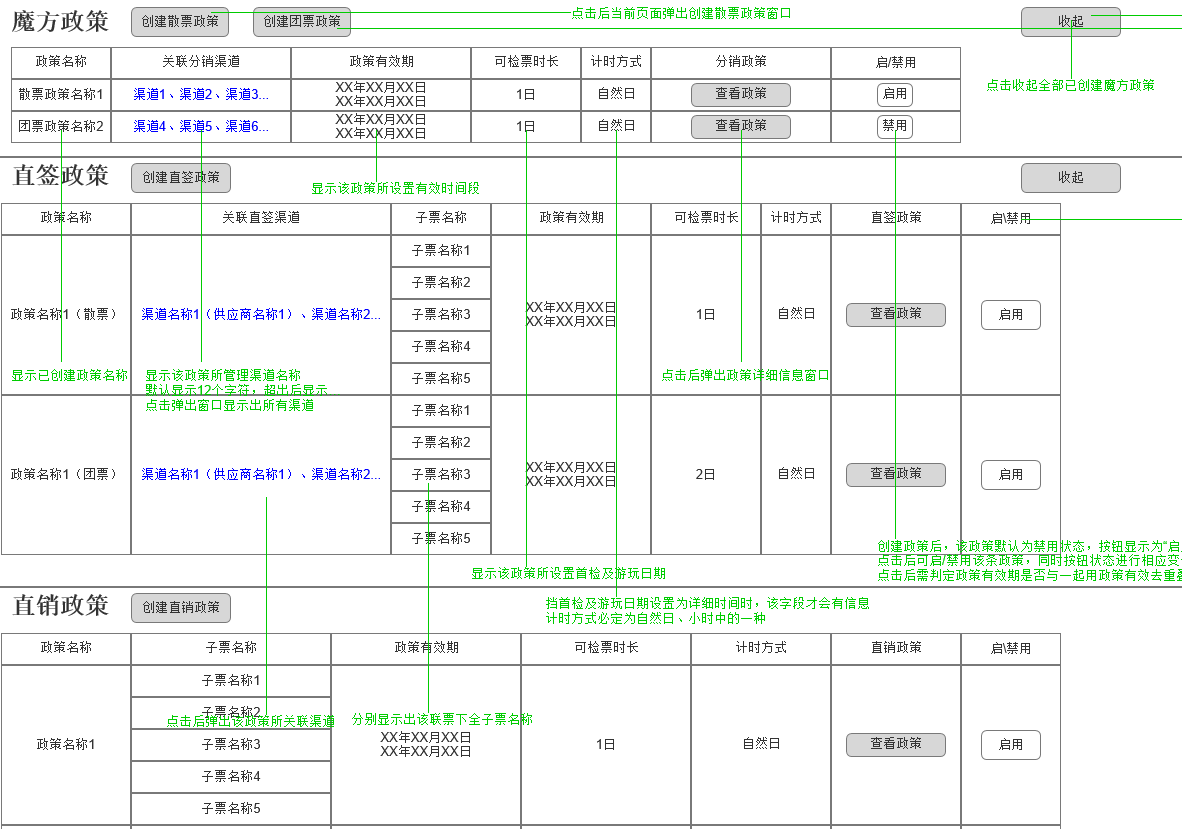 魔方政策 创建散票政策 创建团票政策 点击后当前页面弹出创建散票政策窗口 收起
政策名称 关联分销渠道 政策有效期 可检票时长 计时方式 分销政策 启/禁用
点击收起全部已创建魔方政策
散票政策名称1 渠道1、渠道2、渠道3... XX年XX月XX日 1日 自然日 查看政策 启用
XX年XX月XX日
团票政策名称2 渠道4、渠道5、渠道6... XX年XX月XX日 1日 自然日 查看政策 禁用
XX年XX月XX日
直签政策 创建直签政策 收起
显示该政策所设置有效时间段
政策名称 关联直签渠道 子票名称 政策有效期 可检票时长 计时方式 直签政策 启\禁用
子票名称1
子票名称2
政策名称1（散票） 渠道名称1（供应商名称1）、渠道名称2... 子票名称3 XX年XX月XX日 1日 自然日 查看政策 启用
XX年XX月XX日
子票名称4
子票名称5
显示已创建政策名称 显示该政策所管理渠道名称 点击后弹出政策详细信息窗口
默认显示12个字符，超出后显示...
点击弹出窗口显示出所有渠道
子票名称1
子票名称2
政策名称1（团票） 渠道名称1（供应商名称1）、渠道名称2... 子票名称3 XX年XX月XX日 2日 自然日 查看政策 启用
XX年XX月XX日
子票名称4
子票名称5
创建政策后，该政策默认为禁用状态，按钮显示为“启
点击后可启/禁用该条政策，同时按钮状态进行相应变
点击后需判定政策有效期是否与一起用政策有效去重
显示该政策所设置首检及游玩日期
直销政策 创建直销政策
挡首检及游玩日期设置为详细时间时，该字段才会有信息
计时方式必定为自然日、小时中的一种
政策名称 子票名称 政策有效期 可检票时长 计时方式 直销政策 启\禁用
子票名称1
子票名称2
点击后弹出该政策所关联渠道 分别显示出该联票下全子票名称
政策名称1 子票名称3 XX年XX月XX日 1日 自然日 查看政策 启用
XX年XX月XX日
子票名称4
子票名称5